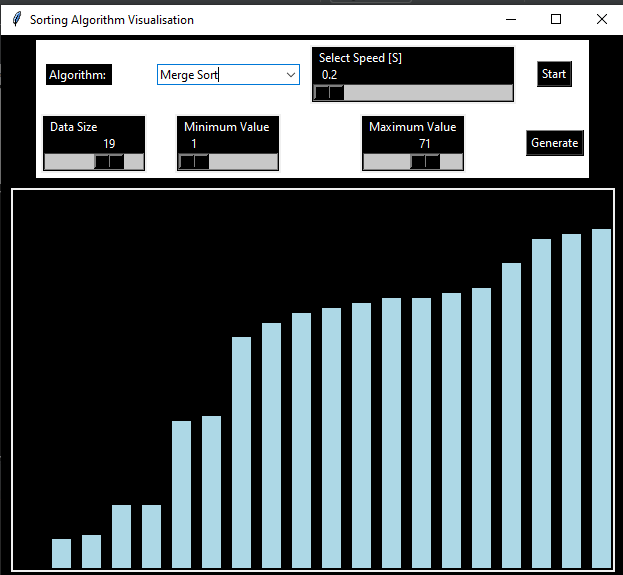 Sorting Algorithm Visualisation
Algorithm:
Merge Sort
Select Speed [S]
0.2
Start
Data Size
19
Minimum Value
1
Maximum Value
71
Generate